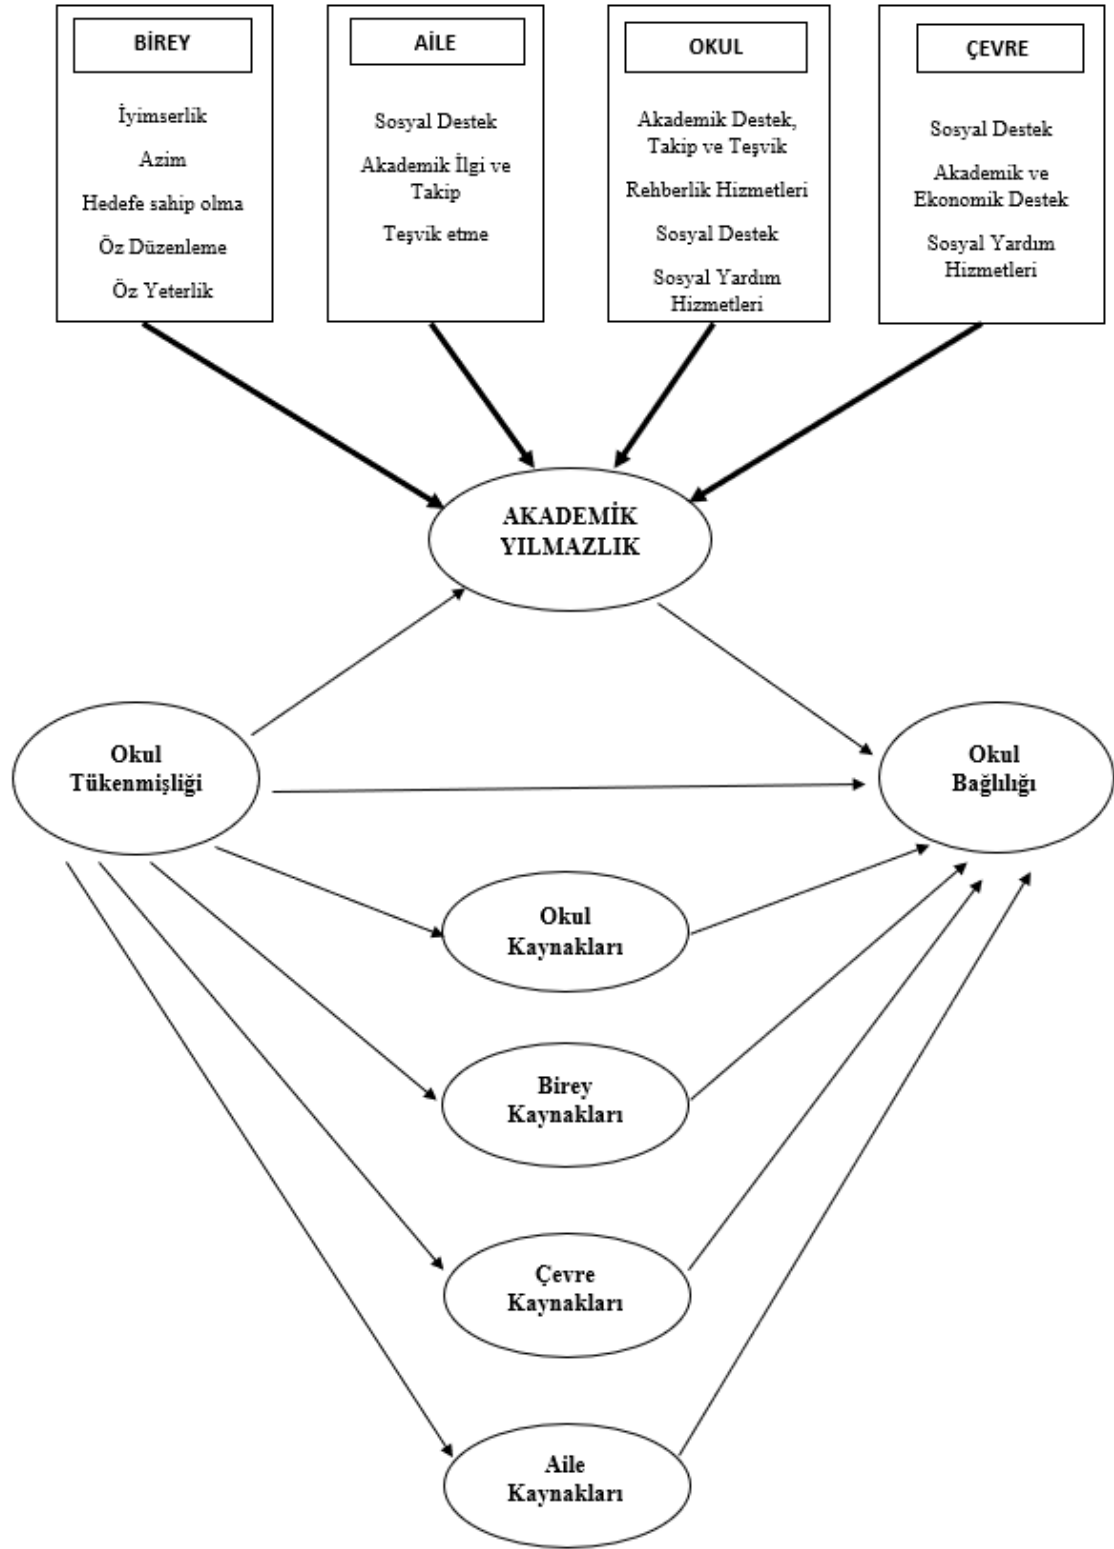 BİREY
İyimserlik
Azim
Hedefe sahip olma
Öz Düzenleme
Öz Yeterlik
AİLE
Sosyal Destek
Akademik İlgi ve
Takip
Teşvik etme
OKUL
Akademik Destek,
Takip ve Teşvik
Rehberlik Hizmetleri
Sosyal Destek
Sosyal Yardım
Hizmetleri
ÇEVRE
Sosyal Destek
Akademik ve
Ekonomik Destek
Sosyal Yardım
Hizmetleri
AKADEMİK
YILMAZLIK
Okul
Tükenmişliği
Okul
Bağlılığı
Okul
Kaynakları
Birey
Kaynakları
Çevre
Kaynakları
Aile
Kaynakları